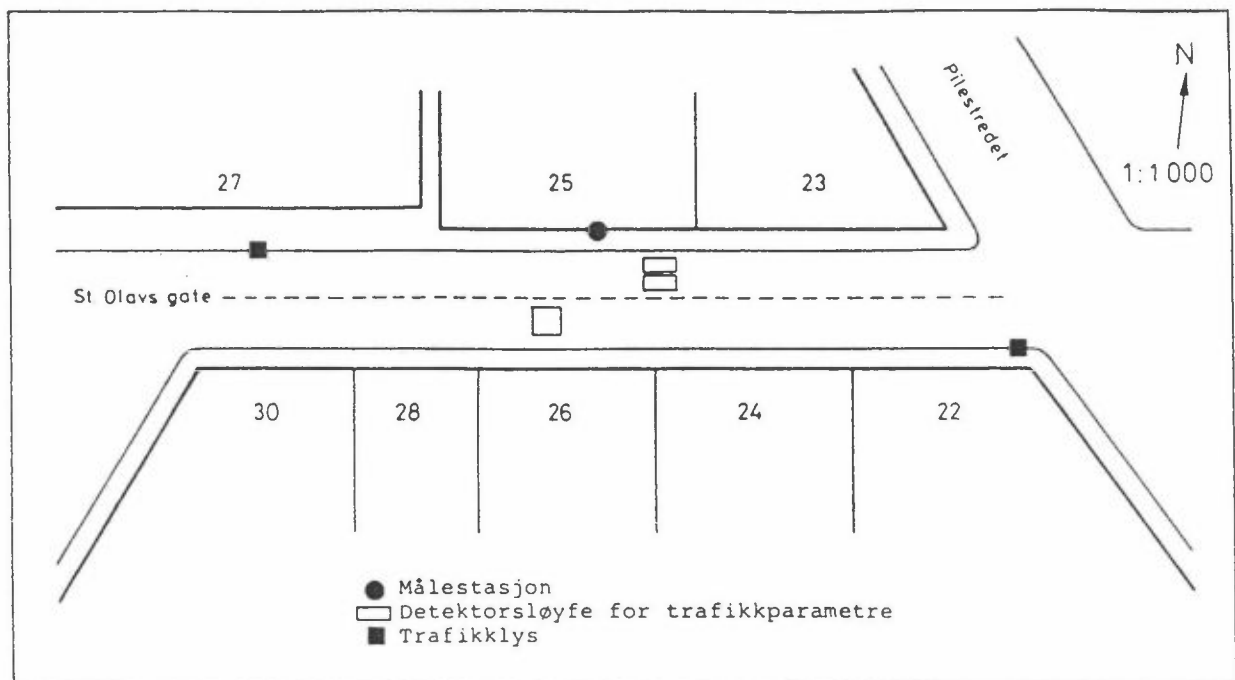 N
Pilestredet
1:1000
27
25
23
St. Olavs gate
30
28
26
24
22
Målestasjon
Detektorsløyfe for trafikkparametre
Trafikklys